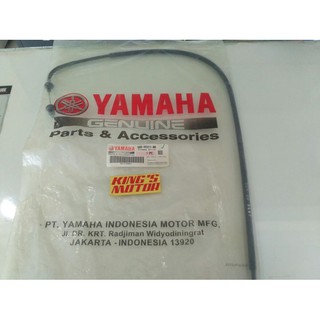 YAMAHA
GENUINE
Parts & Accessories
YAMAHA
KING'S
MOTOR
PT. YAMAHA INDONESIA MOTOR MFG,
Jl. DR. KRT. Radjiman Widyodiningrat
JAKARTA - INDONESIA 13920